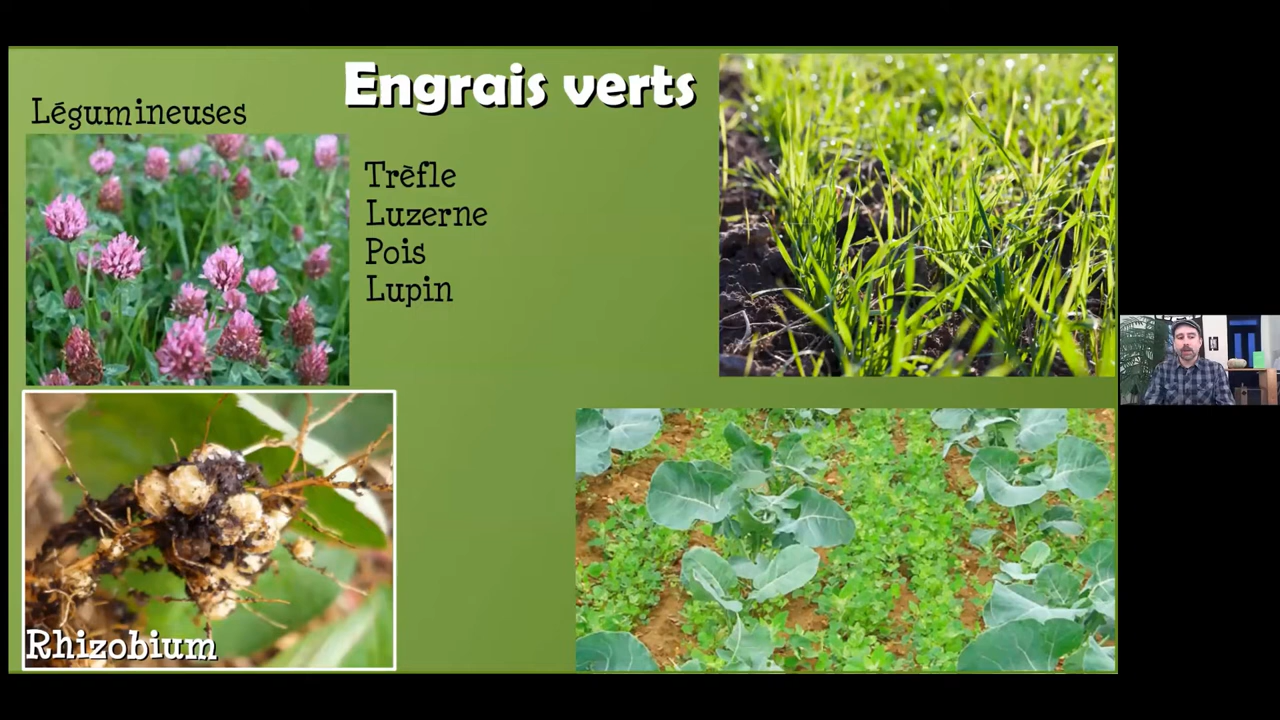 Engrais verts
Légumineuses
Trèfle
Luzerne
Pois
Lupin
Rhizobium